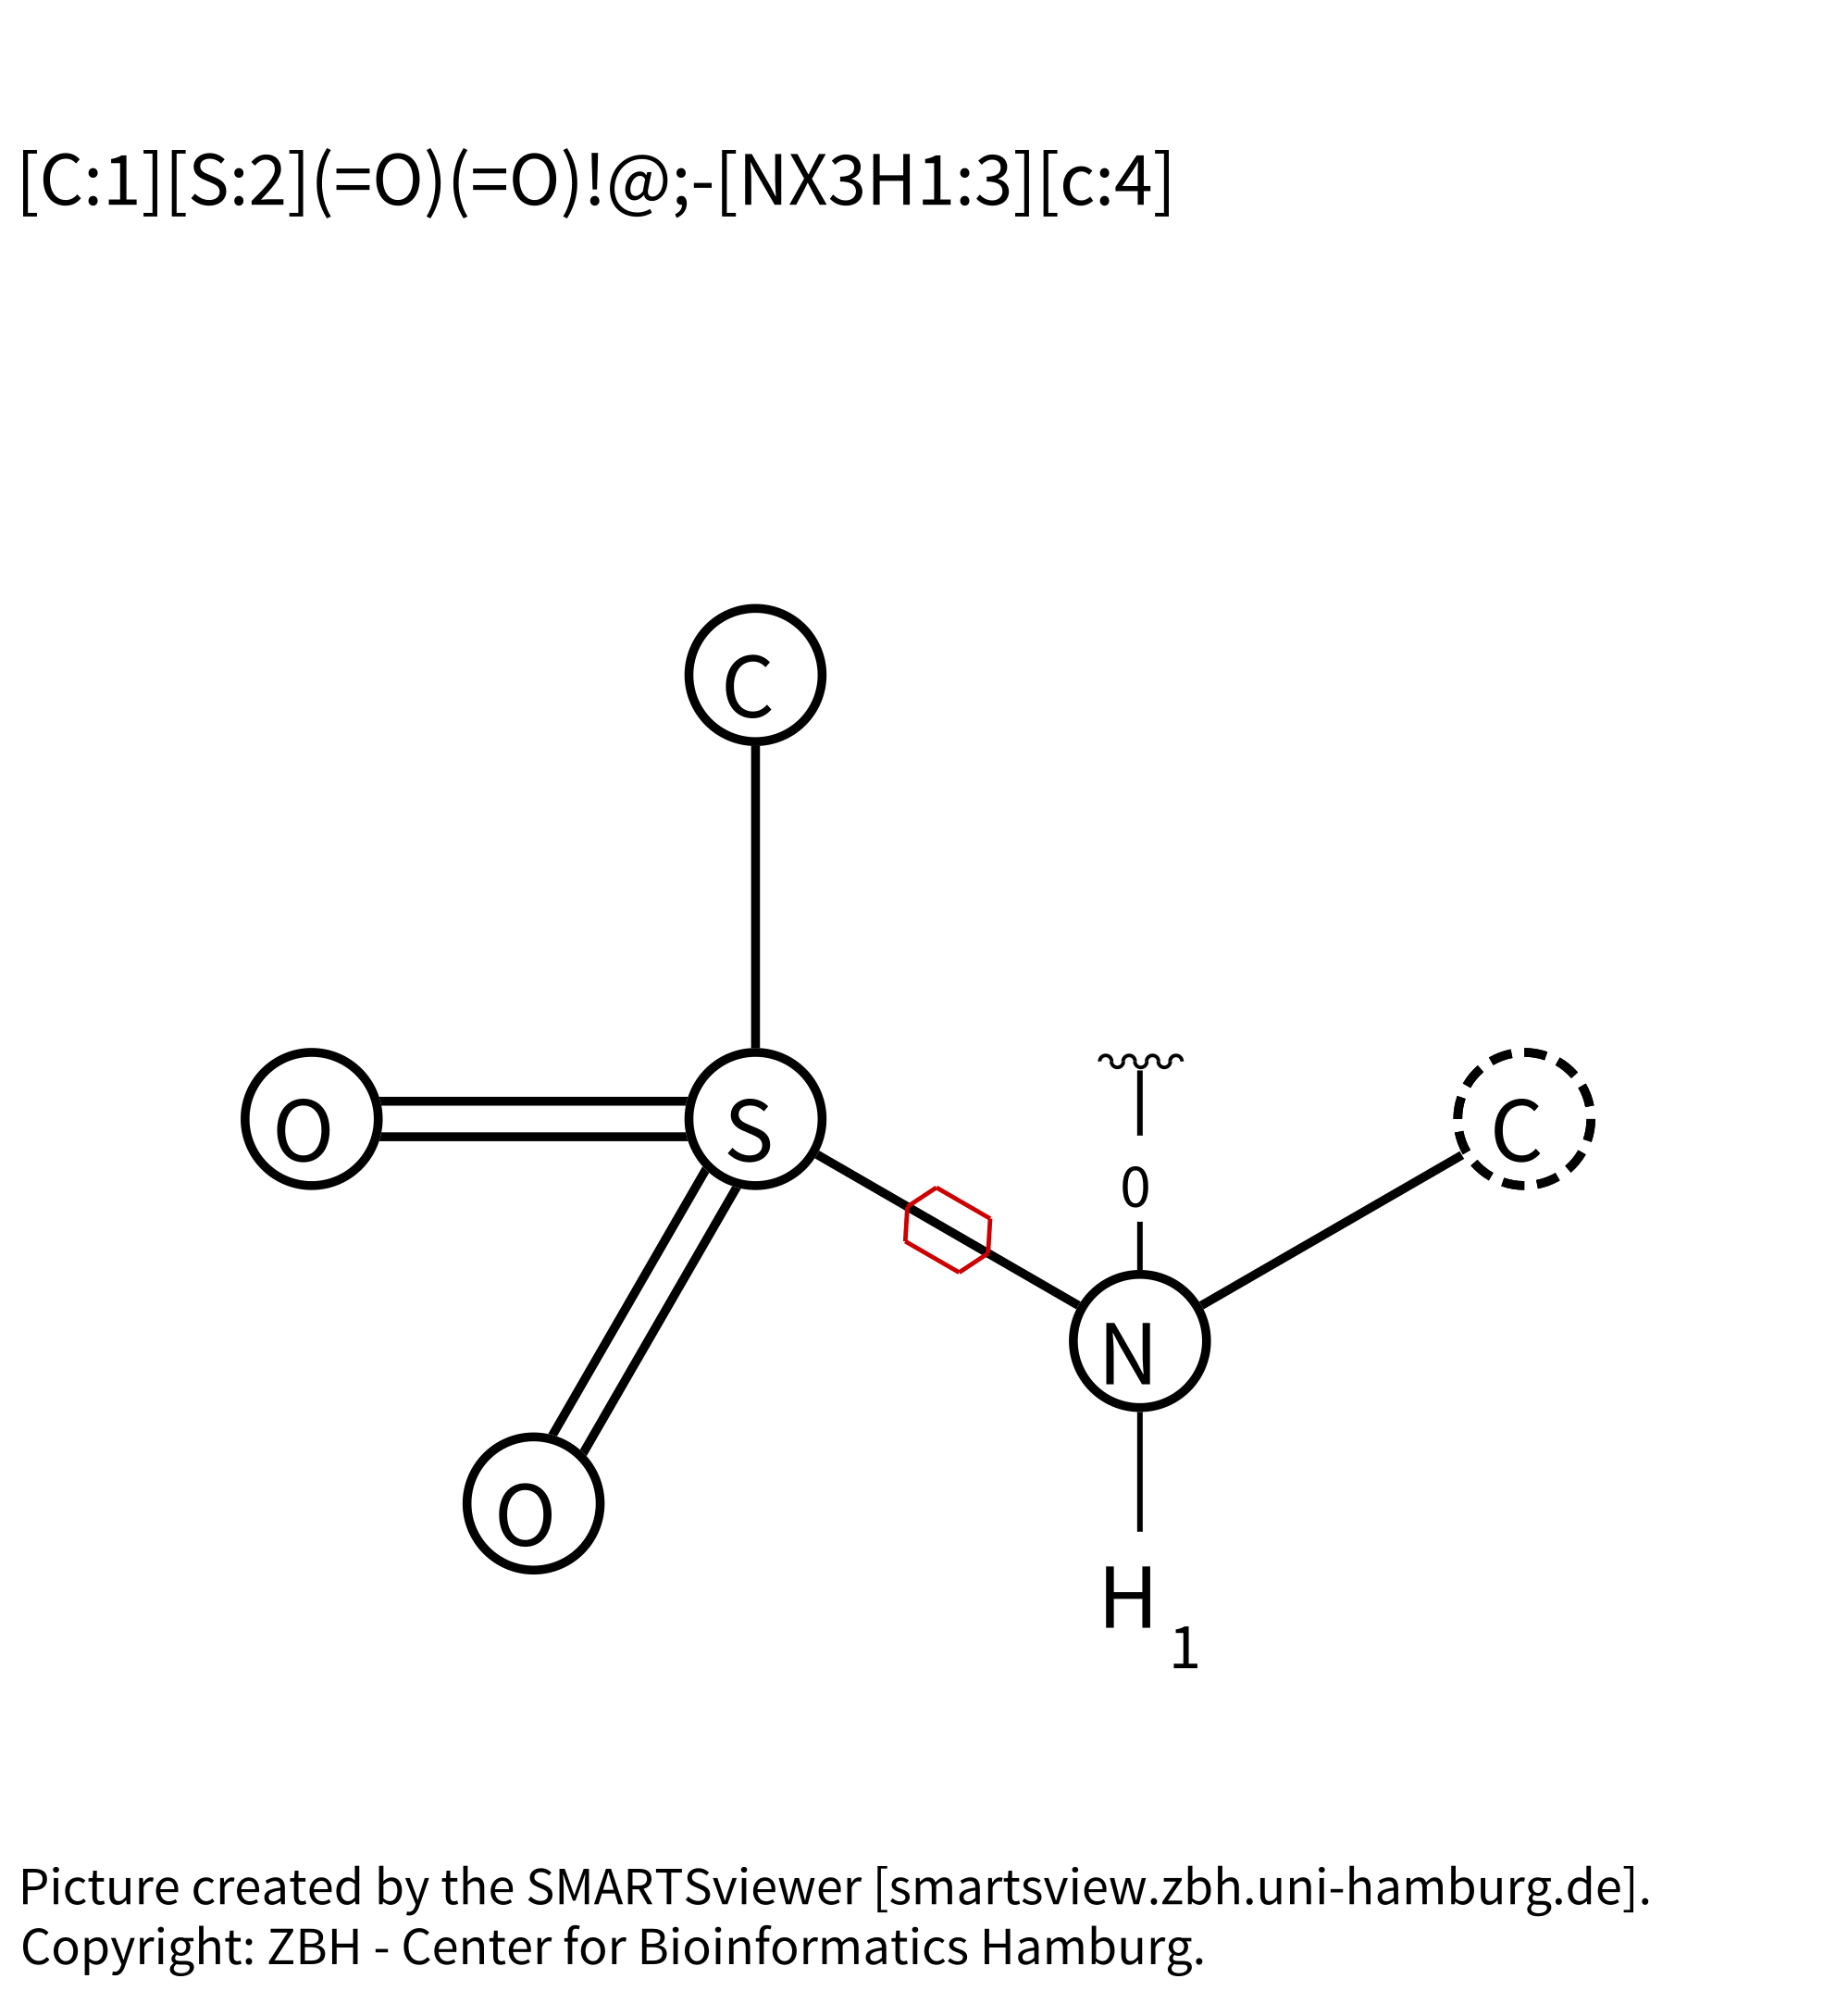 [C:1][S:2](=O)(=O)!@;-[NX3H1:3][c:4]
C
O
S
0
C
N
O
H 1
Picture created by the SMARTSviewer [smartsview.zbh.uni-hamburg.de].
Copyright: ZBH - Center for Bioinformatics Hamburg.